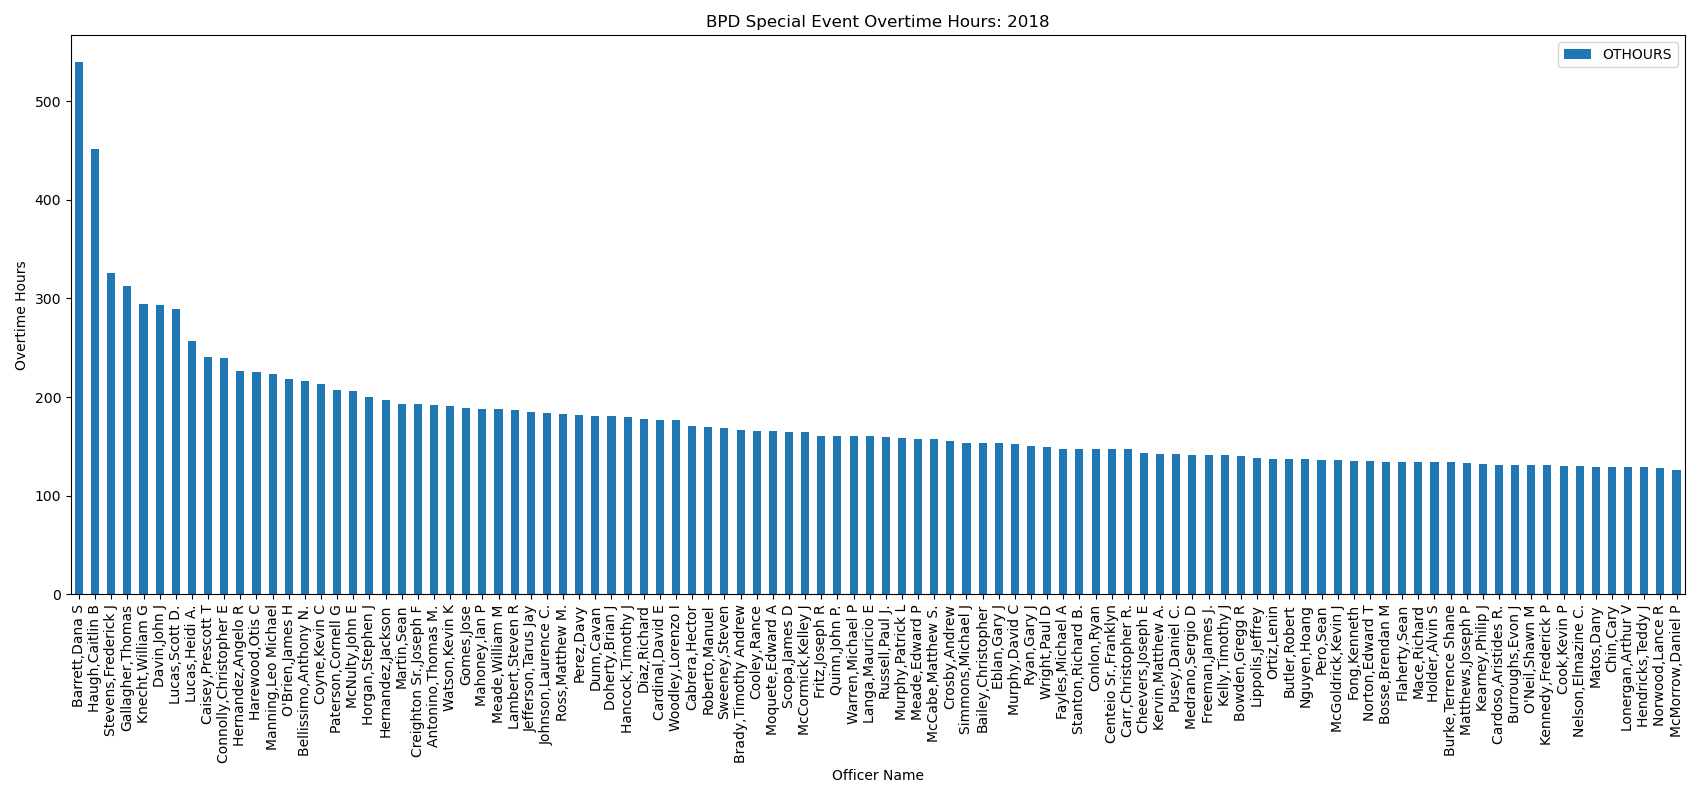 BPD Special Event Overtime Hours: 2018
OTHOURS
Overtime Hours
500
400
300
200
100
0
Barrett,Dana S
Haugh,Caitlin B
Stevens,Frederick J
Gallagher,Thomas
Knecht,William G
Davin,John J
Lucas,Scott D.
Lucas,Heidi A.
Caisey,Prescott T
Connolly,Christopher E
Hernandez,Angelo R
Harewood,Otis C
Manning,Leo Michael
O'Brien,James H
Bellissimo,Anthony N.
Coyne,Kevin C
Paterson,Cornell G
McNulty,John E
Horgan,Stephen J
Hernandez,Jackson
Martin,Sean
Creighton Sr.,Joseph F
Antonino,Thomas M.
Watson,Kevin K
Gomes,Jose
Mahoney,Ian P
Meade,William M
Lambert,Steven R
Jefferson,Tarus Jay
Johnson,Laurence C.
Ross,Matthew M.
Perez,Davy
Dunn,Cavan
Doherty,Brian J
Hancock,Timothy J
Diaz,Richard
Cardinal,David E
Woodley,Lorenzo I
Cabrera,Hector
Roberto,Manuel
Sweeney,Steven
Brady,Timothy Andrew
Cooley,Rance
Moquete,Edward A
Scopa,James D
McCormick,Kelley J
Fritz,Joseph R
Quinn,John P.
Warren,Michael P
Langa,Mauricio E
Russell,Paul J.
Murphy,Patrick L
Meade,Edward P
McCabe,Matthew S.
Crosby,Andrew
Simmons,Michael J
Bailey,Christopher
Eblan,Gary J
Murphy,David C
Ryan,Gary J
Wright,Paul D
Fayles,Michael A
Stanton,Richard B.
Conlon,Ryan
Centeio Sr.,Franklyn
Carr,Christopher R.
Cheevers,Joseph E
Kervin,Matthew A.
Pusey,Daniel C.
Medrano,Sergio D
Freeman,James J.
Kelly,Timothy J
Bowden,Gregg R
Lippolis,Jeffrey
Ortiz,Lenin
Butler,Robert
Nguyen,Hoang
Pero,Sean
McGoldrick,Kevin J
Fong,Kenneth
Norton,Edward T
Bosse,Brendan M
Flaherty,Sean
Mace,Richard
Holder,Alvin S
Burke,Terrence Shane
Matthews,Joseph P
Kearney,Philip J
Cardoso,Aristides R.
Burroughs,Evon J
O'Neil,Shawn M
Kennedy,Frederick P
Cook,Kevin P
Nelson,Elmazine C.
Matos,Dany
Chin,Cary
Lonergan,Arthur V
Hendricks,Teddy J
Norwood,Lance R
McMorrow,Daniel P
Officer Name